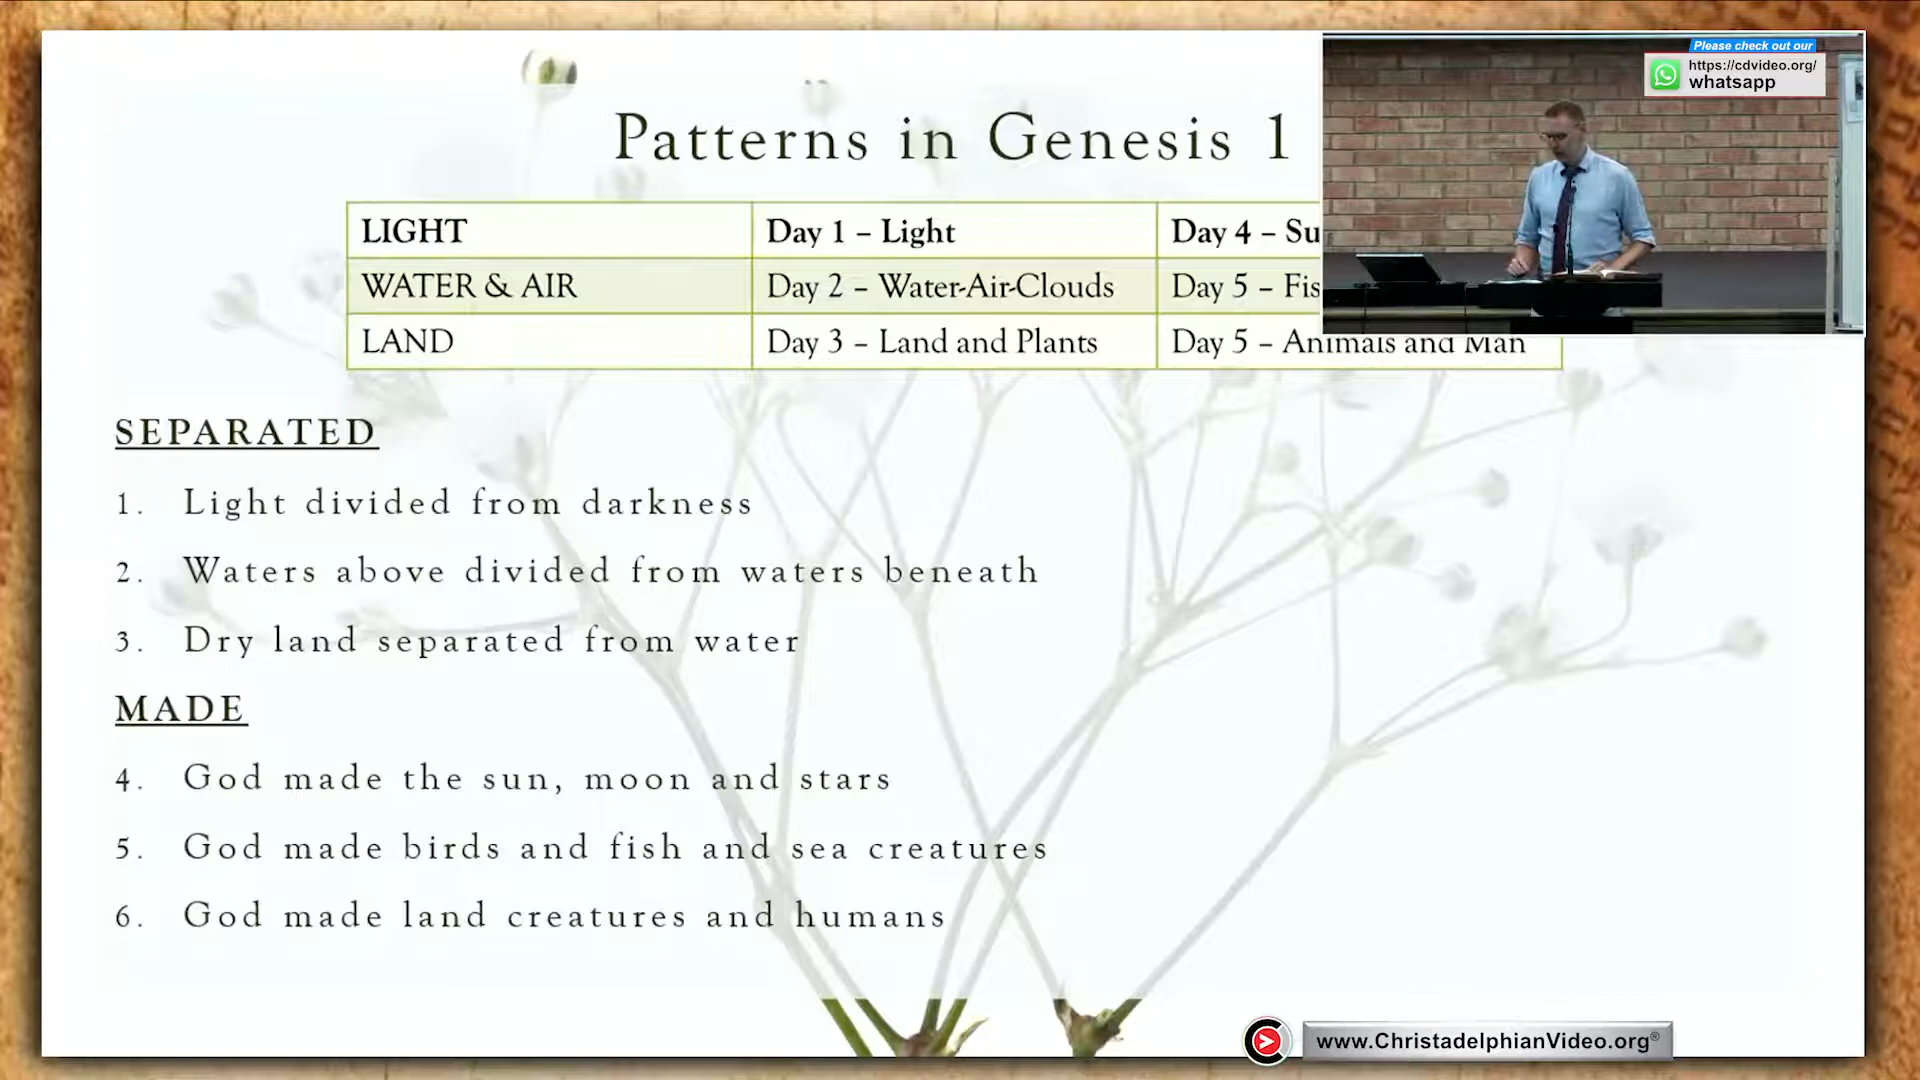 Patterns in Genesis 1
LIGHT Day 1 – Light Day 4 –
WATER & AIR Day 2 – Water-Air-Clouds Day 5 –
LAND Day 3 – Land and Plants Day 5 – Animals and Man
SEPARATED
1. Light divided from darkness
2. Waters above divided from waters beneath
3. Dry land separated from water
MADE
4. God made the sun, moon and stars
5. God made birds and fish and sea creatures
6. God made land creatures and humans
Please check out our
https://cdvideo.org/
whatsapp
www.ChristadelphianVideo.org®